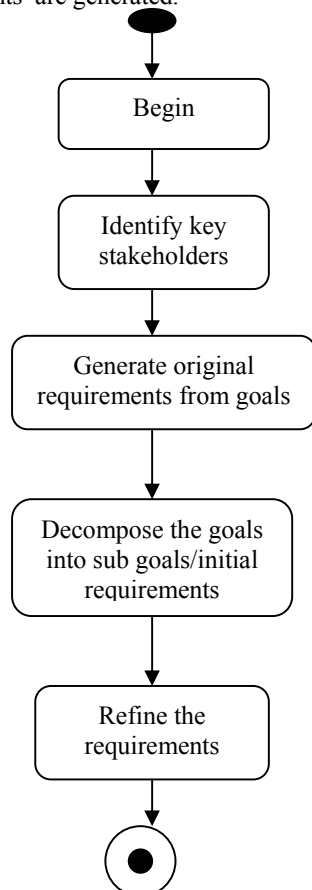 are generated.
Begin
Identify key
stakeholders
Generate original
requirements from goals
Decompose the goals
into sub goals/initial
requirements
Refine the
requirements